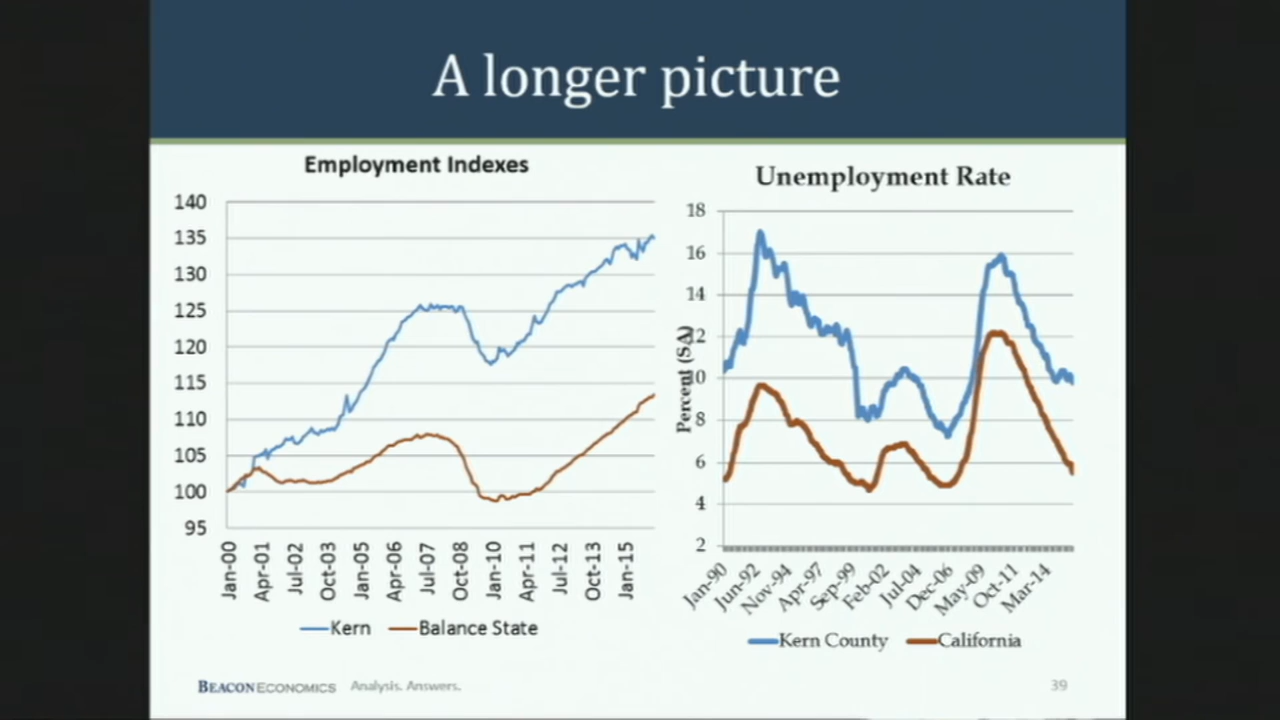 A longer picture
Employment Indexes
140
135
130
125
120
115
110
105
100
95
Jan-00
Apr-01
Jul-02
Oct-03
Jan-05
Apr-06
Jul-07
Oct-08
Jan-10
Apr-11
Jul-12
Oct-13
Jan-15
Kern
Balance State
Unemployment Rate
Percent (SA)
18
16
14
12
10
8
6
4
2
Jan-90
Jun-92
Nov-94
Apr-97
Sep-99
Feb-02
Jul-04
Dec-06
May-09
Oct-11
Mar-14
Kern County
California
BEACONECONOMICS Analysis. Answers.
39